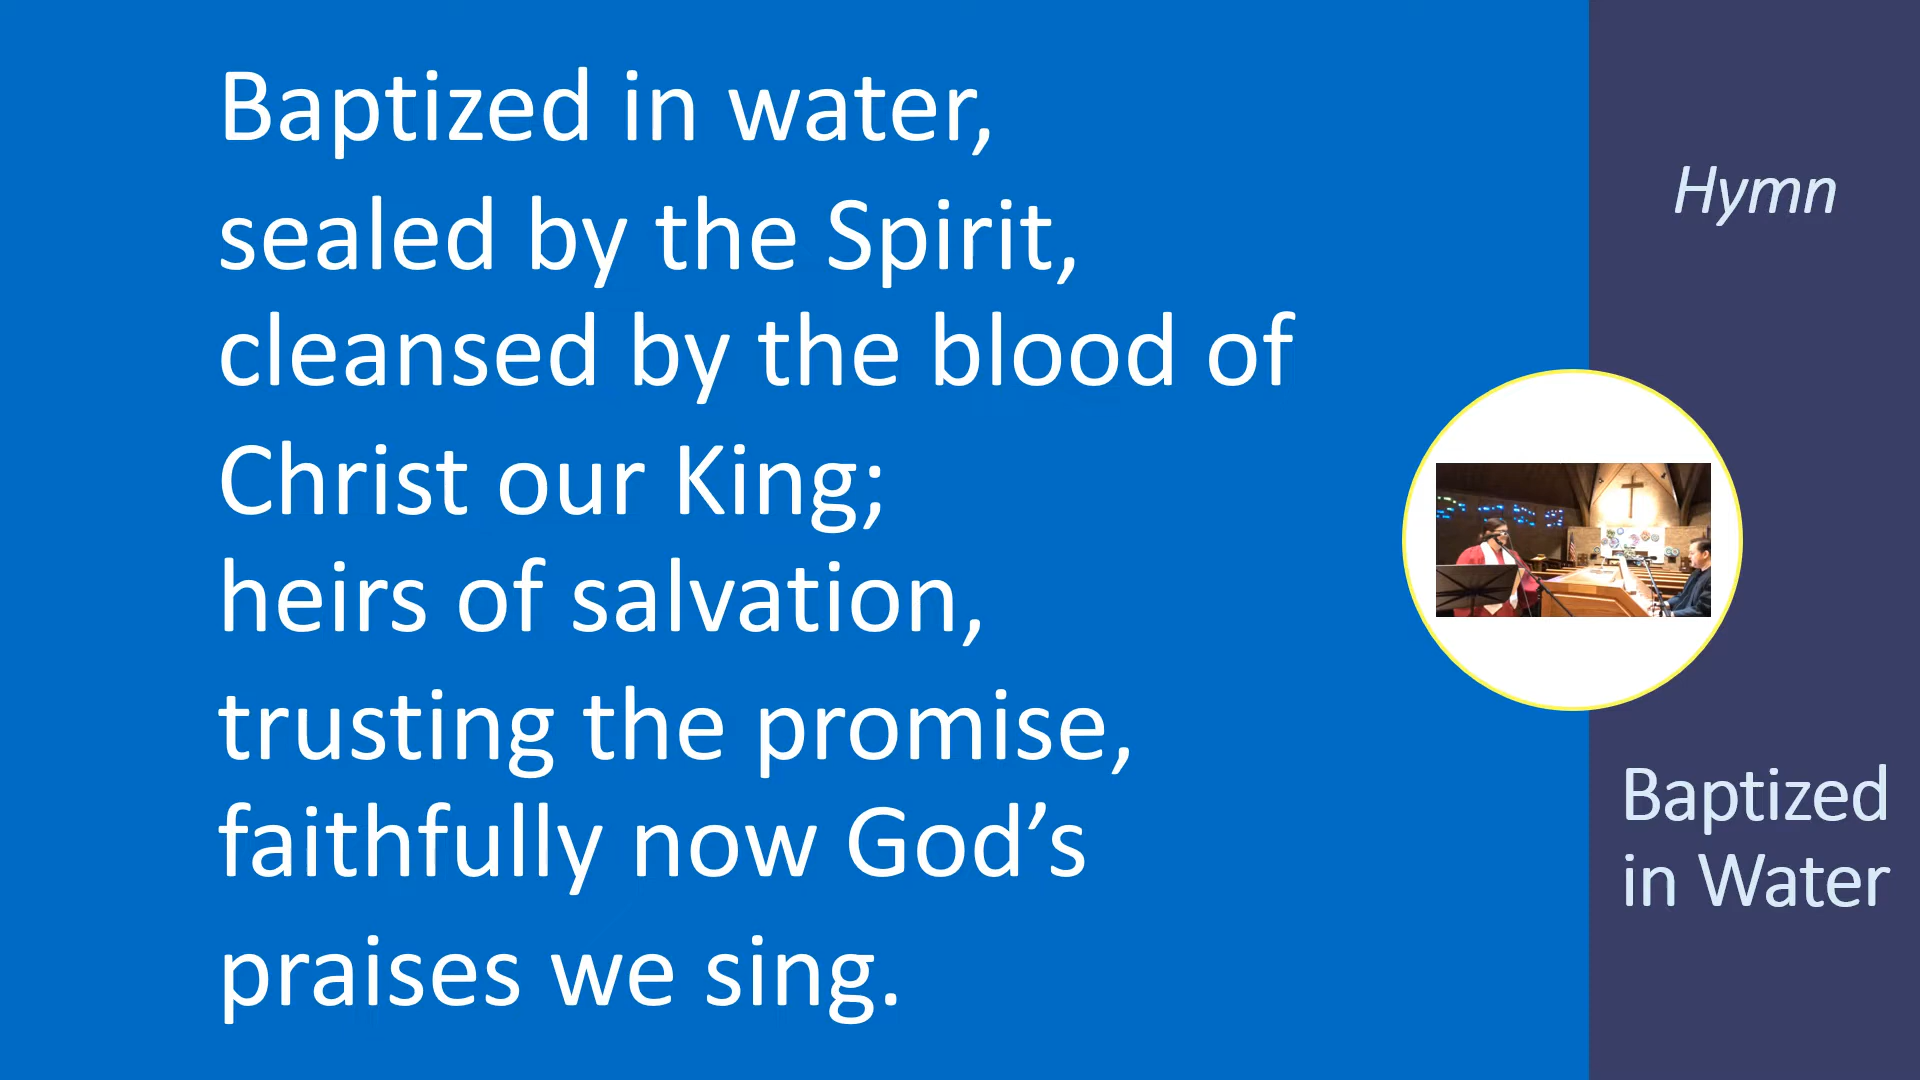 Baptized in water,
sealed by the Spirit,
cleansed by the blood of
Christ our King;
heirs of salvation,
trusting the promise,
faithfully now God’s
praises we sing.
Hymn
Baptized
in Water